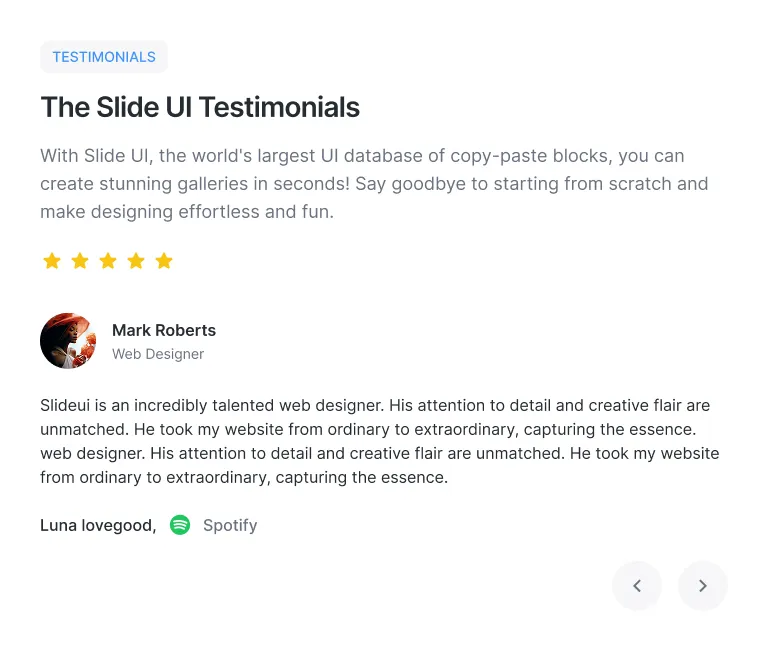 TESTIMONIALS
The Slide UI Testimonials
With Slide UI, the world's largest UI database of copy-paste blocks, you can
create stunning galleries in seconds! Say goodbye to starting from scratch and
make designing effortless and fun.
Mark Roberts
Web Designer
Slideui is an incredibly talented web designer. His attention to detail and creative flair are
unmatched. He took my website from ordinary to extraordinary, capturing the essence.
web designer. His attention to detail and creative flair are unmatched. He took my website
from ordinary to extraordinary, capturing the essence.
Luna lovegood, Spotify